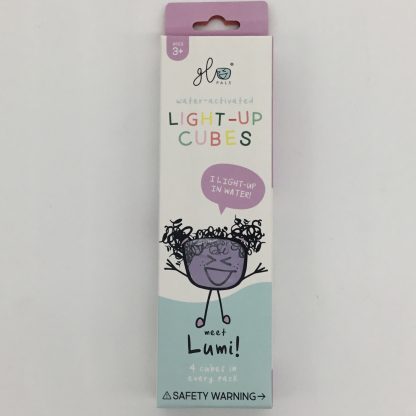 AGES
3+
glo
PALS
water-activated
LIGHT-UP
CUBES
I LIGHT-UP
IN WATER!
meet
Lumi!
4 cubes in
every pack
⚠SAFETY WARNING→